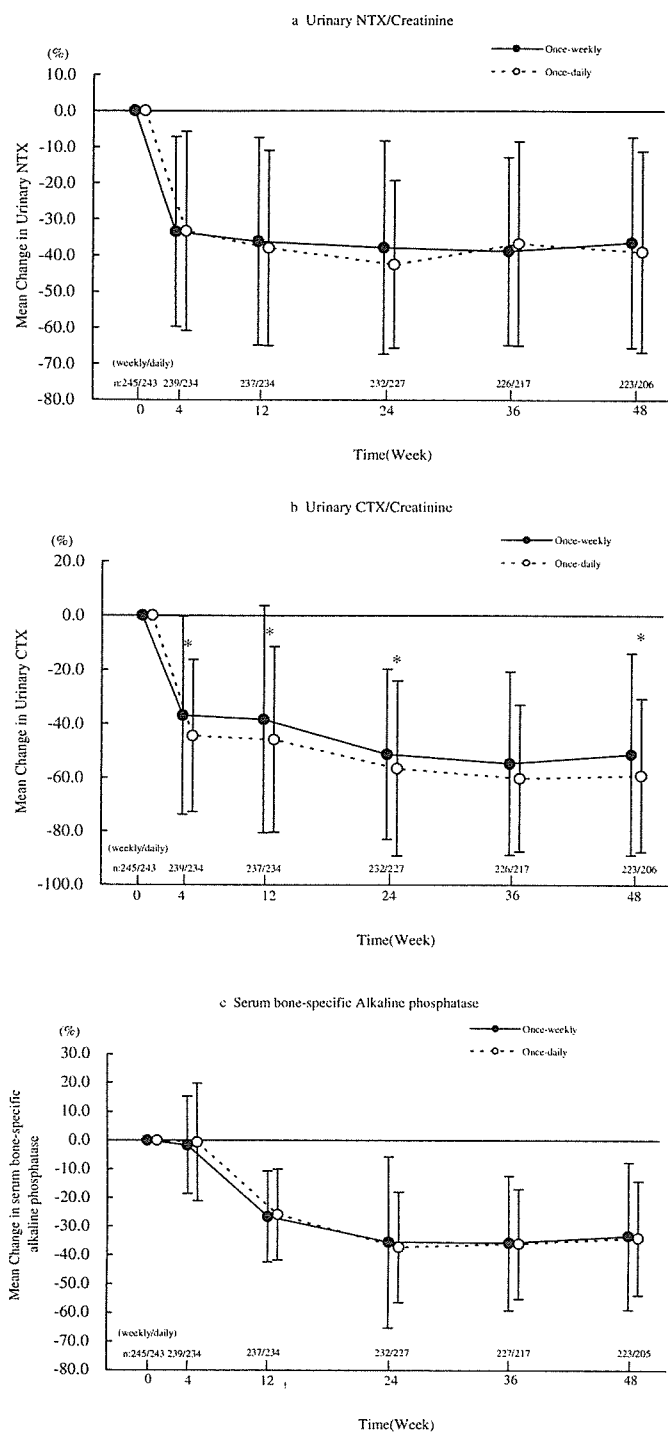 a Urinary NTX/Creinine
(%)
Once-weekly
Once-daily
10.0
0.0
-10.0
-20.0
-30.0
-40.0
-50.0
-60.0
-70.0
-80.0
Mean Change in Urinary NTX
(weekly/daily)
n:245/243 239/234 237/234 232/227 226/217 223/206
0 4 12 24 36 48
Time(Week)
b Urinary CTX/Creatinine
(%)
Once-weekly
Once-daily
20.0
0.0
-20.0
-40.0
-60.0
-80.0
-100.0
Mean Change in Urinary CTX
* * * *
(weekly/daily)
n:245/243 239/234 237/234 232/227 226/217 223/206
0 4 12 24 36 48
Time(Week)
c Serum bone-specific Alkaline phosphatase
(%)
Once-weekly
Once-daily
30.0
20.0
10.0
0.0
-10.0
-20.0
-30.0
-40.0
-50.0
-60.0
-70.0
-80.0
Mean Change in serum bone-specific
alkaline phosphatase
(weekly/daily)
n:245/243 239/234 237/234 232/227 227/217 223/205
0 4 12 24 36 48
Time(Week)